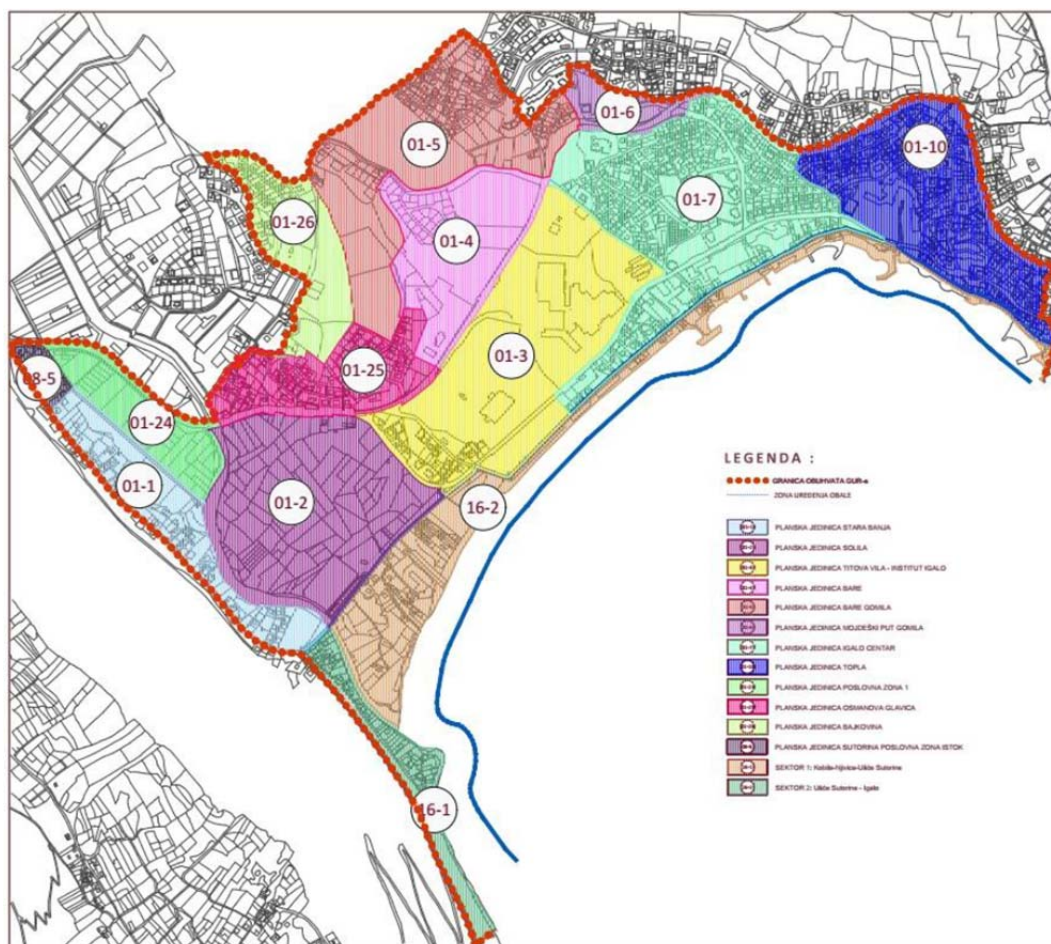 01-6
01-5
01-10
01-7
01-26
01-4
01-3
01-25
08-5
01-24
01-1
01-2
16-2
16-1
LEGENDA :
GRANICA OBUHVATA GUR-a
ZONA UREĐENJA OBALE
PLANSKA JEDINICA STARA BANJA
PLANSKA JEDINICA SOLILA
PLANSKA JEDINICA TITOVA VILA - INSTITUT IGALO
PLANSKA JEDINICA BARE
PLANSKA JEDINICA BARE GOMILA
PLANSKA JEDINICA MOJDEŠKI PUT GOMILA
PLANSKA JEDINICA IGALO CENTAR
PLANSKA JEDINICA TOPLA
PLANSKA JEDINICA POSLOVNA ZONA 1
PLANSKA JEDINICA OSMANOVA GLAVICA
PLANSKA JEDINICA BAJKOVINA
PLANSKA JEDINICA SUTORINA POSLOVNA ZONA ISTOK
SEKTOR 1: Kobila-Njivice-Ušće Sutorine
SEKTOR 2: Ušće Sutorine - Igalo